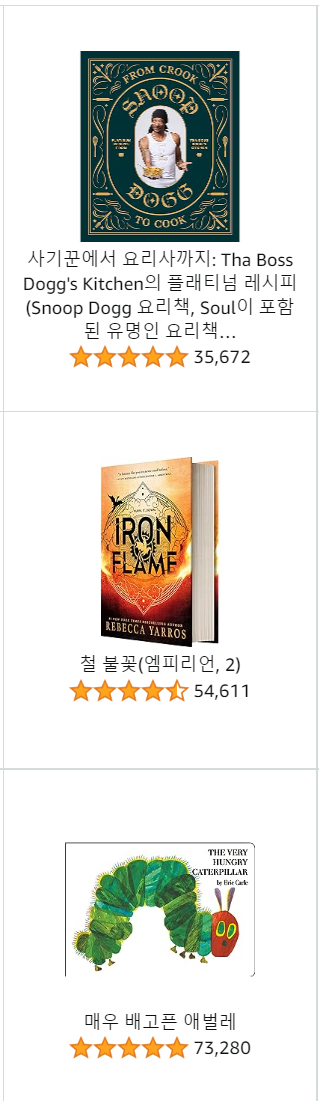 FROM CROOK
SNOOP
DOGG
TO COOK
사기꾼에서 요리사까지: Tha Boss
Dogg's Kitchen의 플래티넘 레시피
(Snoop Dogg 요리책, Soul이 포함
된 유명인 요리책...
35,672
IRON
FLAME
REBECCA YARROS
철 불꽃(엠피리언, 2)
54,611
THE VERY
HUNGRY
CATERPILLAR
by Eric Carle
매우 배고픈 애벌레
73,280